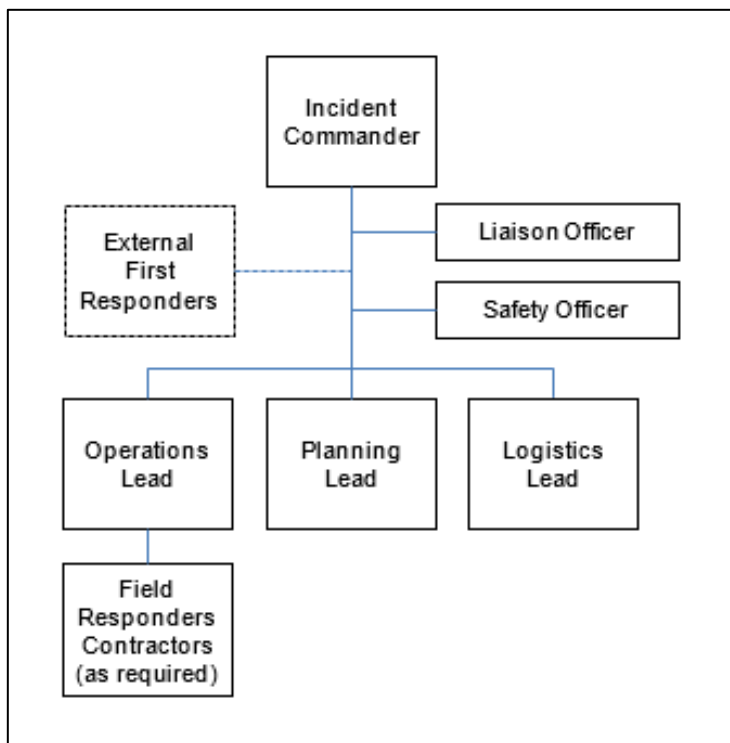 Incident
Commander
External
First
Responders
Liaison Officer
Safety Officer
Operations
Lead
Planning
Lead
Logistics
Lead
Field
Responders
Contractors
(as required)